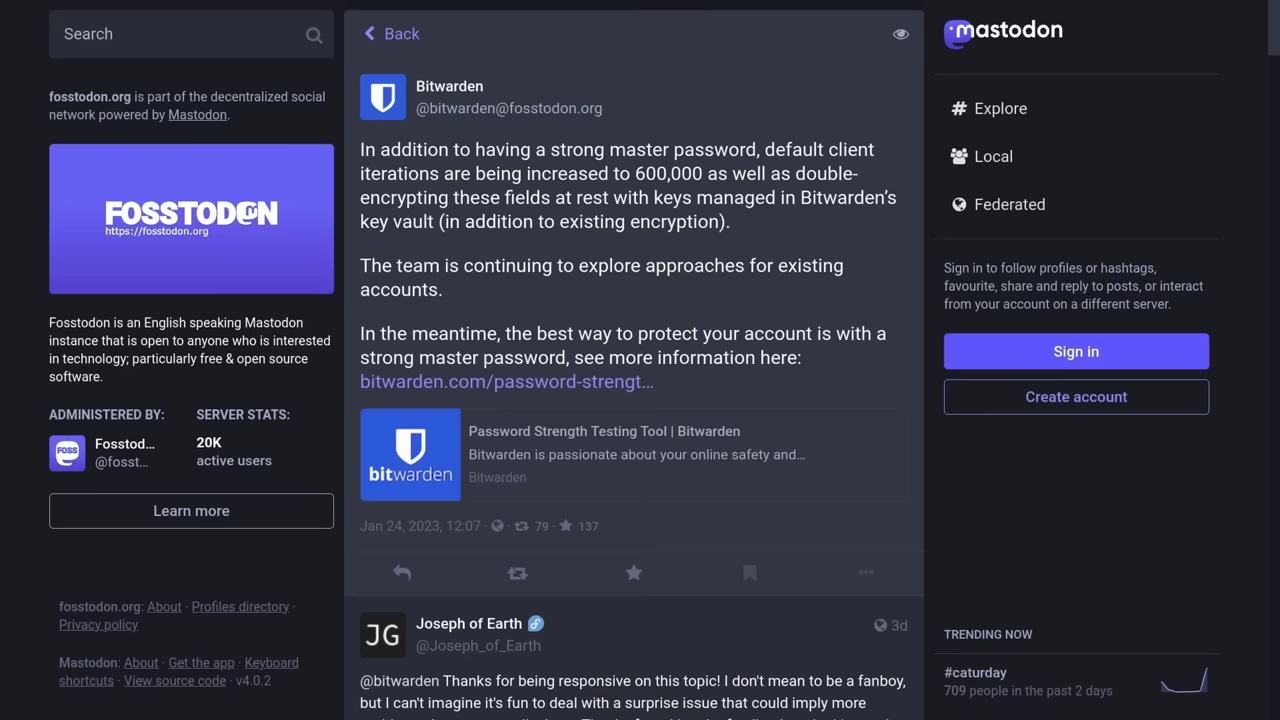 Search
fosstodon.org is part of the decentralized social
network powered by Mastodon.
FOSSTODON
https://fosstodon.org
Fosstodon is an English speaking Mastodon
instance that is open to anyone who is interested
in technology; particularly free & open source
software.
ADMINISTERED BY:
FOSS
Fosstod...
@fosst...
SERVER STATS:
20K
active users
Learn more
fosstodon.org: About · Profiles directory ·
Privacy policy
Mastodon: About · Get the app · Keyboard
shortcuts · View source code · v4.0.2
Back
Bitwarden
@bitwarden@fosstodon.org
In addition to having a strong master password, default client
iterations are being increased to 600,000 as well as double-
encrypting these fields at rest with keys managed in Bitwarden’s
key vault (in addition to existing encryption).
The team is continuing to explore approaches for existing
accounts.
In the meantime, the best way to protect your account is with a
strong master password, see more information here:
bitwarden.com/password-strengt…
bitwarden
Password Strength Testing Tool | Bitwarden
Bitwarden is passionate about your online safety and…
Bitwarden
Jan 24, 2023, 12:07 · 79 · 137
JG
Joseph of Earth
3d
@Joseph_of_Earth
@bitwarden Thanks for being responsive on this topic! I don't mean to be a fanboy,
but I can't imagine it's fun to deal with a surprise issue that could imply more
mastodon
# Explore
Local
Federated
Sign in to follow profiles or hashtags,
favourite, share and reply to posts, or interact
from your account on a different server.
Sign in
Create account
TRENDING NOW
#caturday
709 people in the past 2 days